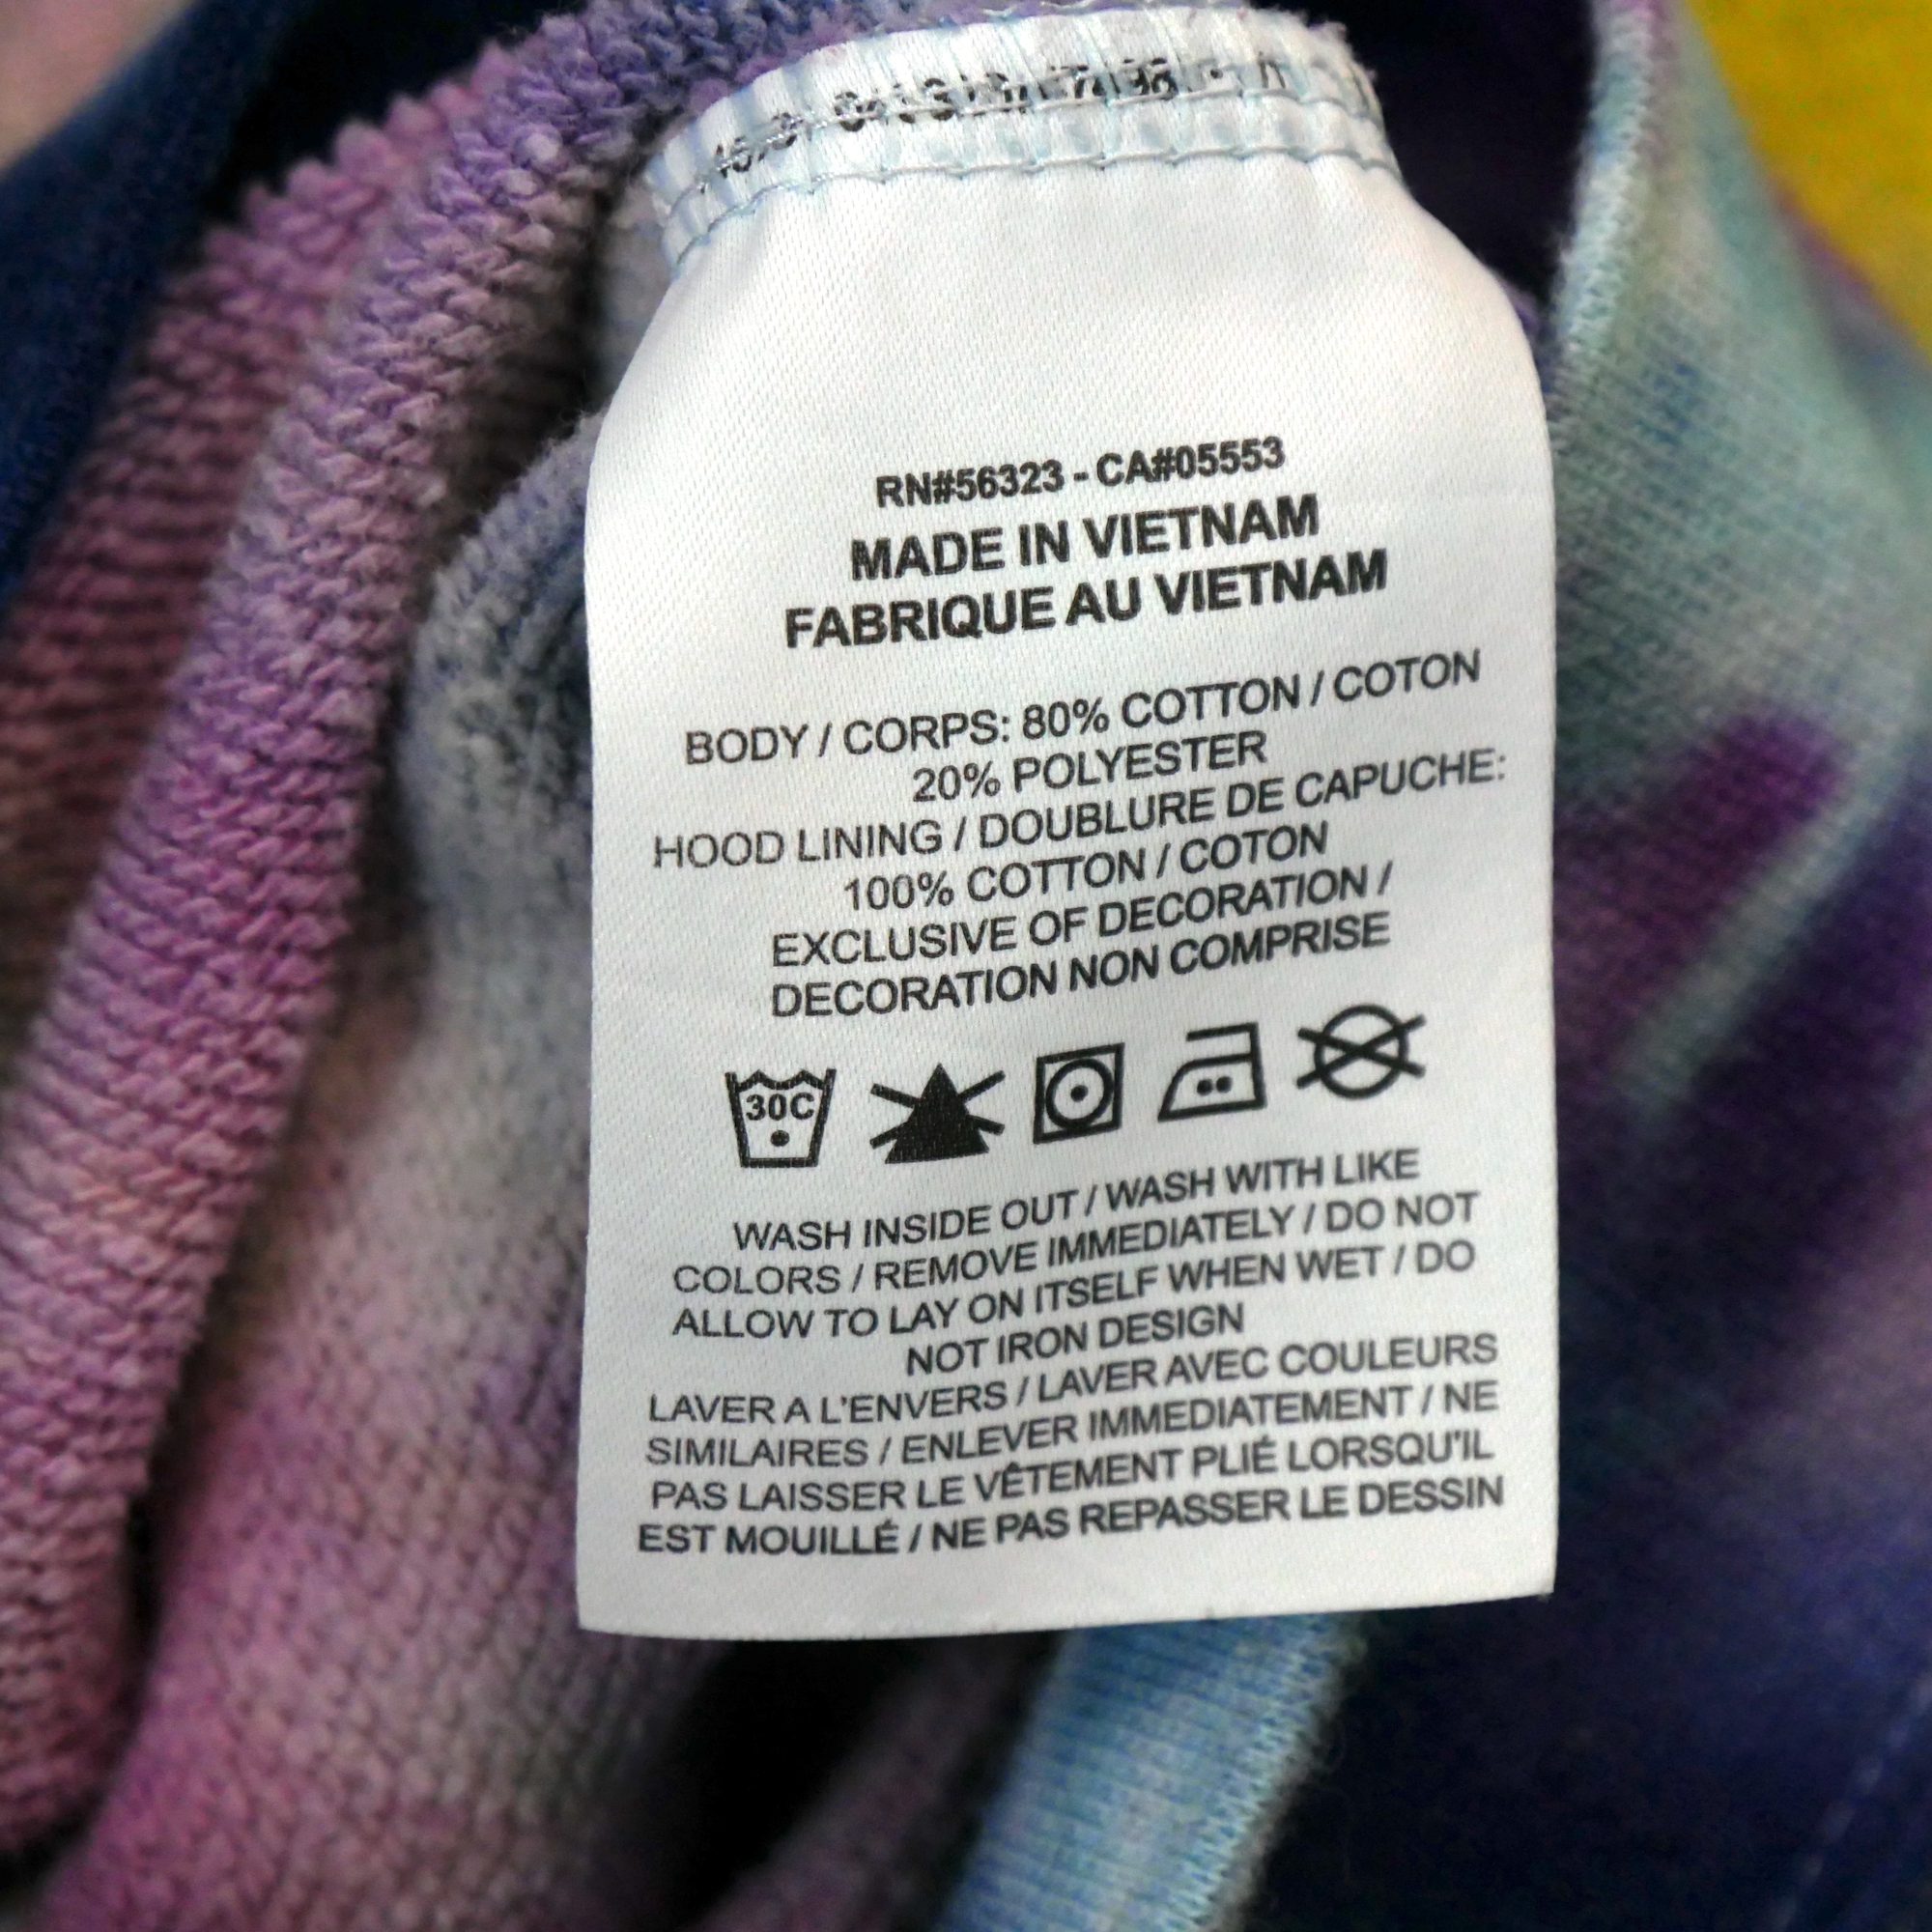 RN#56323 - CA#05553
MADE IN VIETNAM
FABRIQUE AU VIETNAM
BODY / CORPS: 80% COTTON / COTON
20% POLYESTER
HOOD LINING / DOUBLURE DE CAPUCHE:
100% COTTON / COTON
EXCLUSIVE OF DECORATION /
DECORATION NON COMPRISE
30C
WASH INSIDE OUT / WASH WITH LIKE
COLORS / REMOVE IMMEDIATELY / DO NOT
ALLOW TO LAY ON ITSELF WHEN WET / DO
NOT IRON DESIGN
LAVER A L'ENVERS / LAVER AVEC COULEURS
SIMILAIRES / ENLEVER IMMEDIATEMENT / NE
PAS LAISSER LE VÊTEMENT PLIÉ LORSQU'IL
EST MOUILLÉ / NE PAS REPASSER LE DESSIN